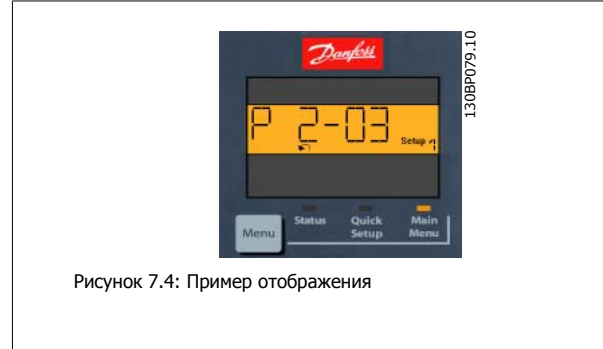 Danfoss
130BP079.10
P 2-03
Setup 1
Status Quick Setup Main Menu
Menu
Рисунок 7.4: Пример отображения